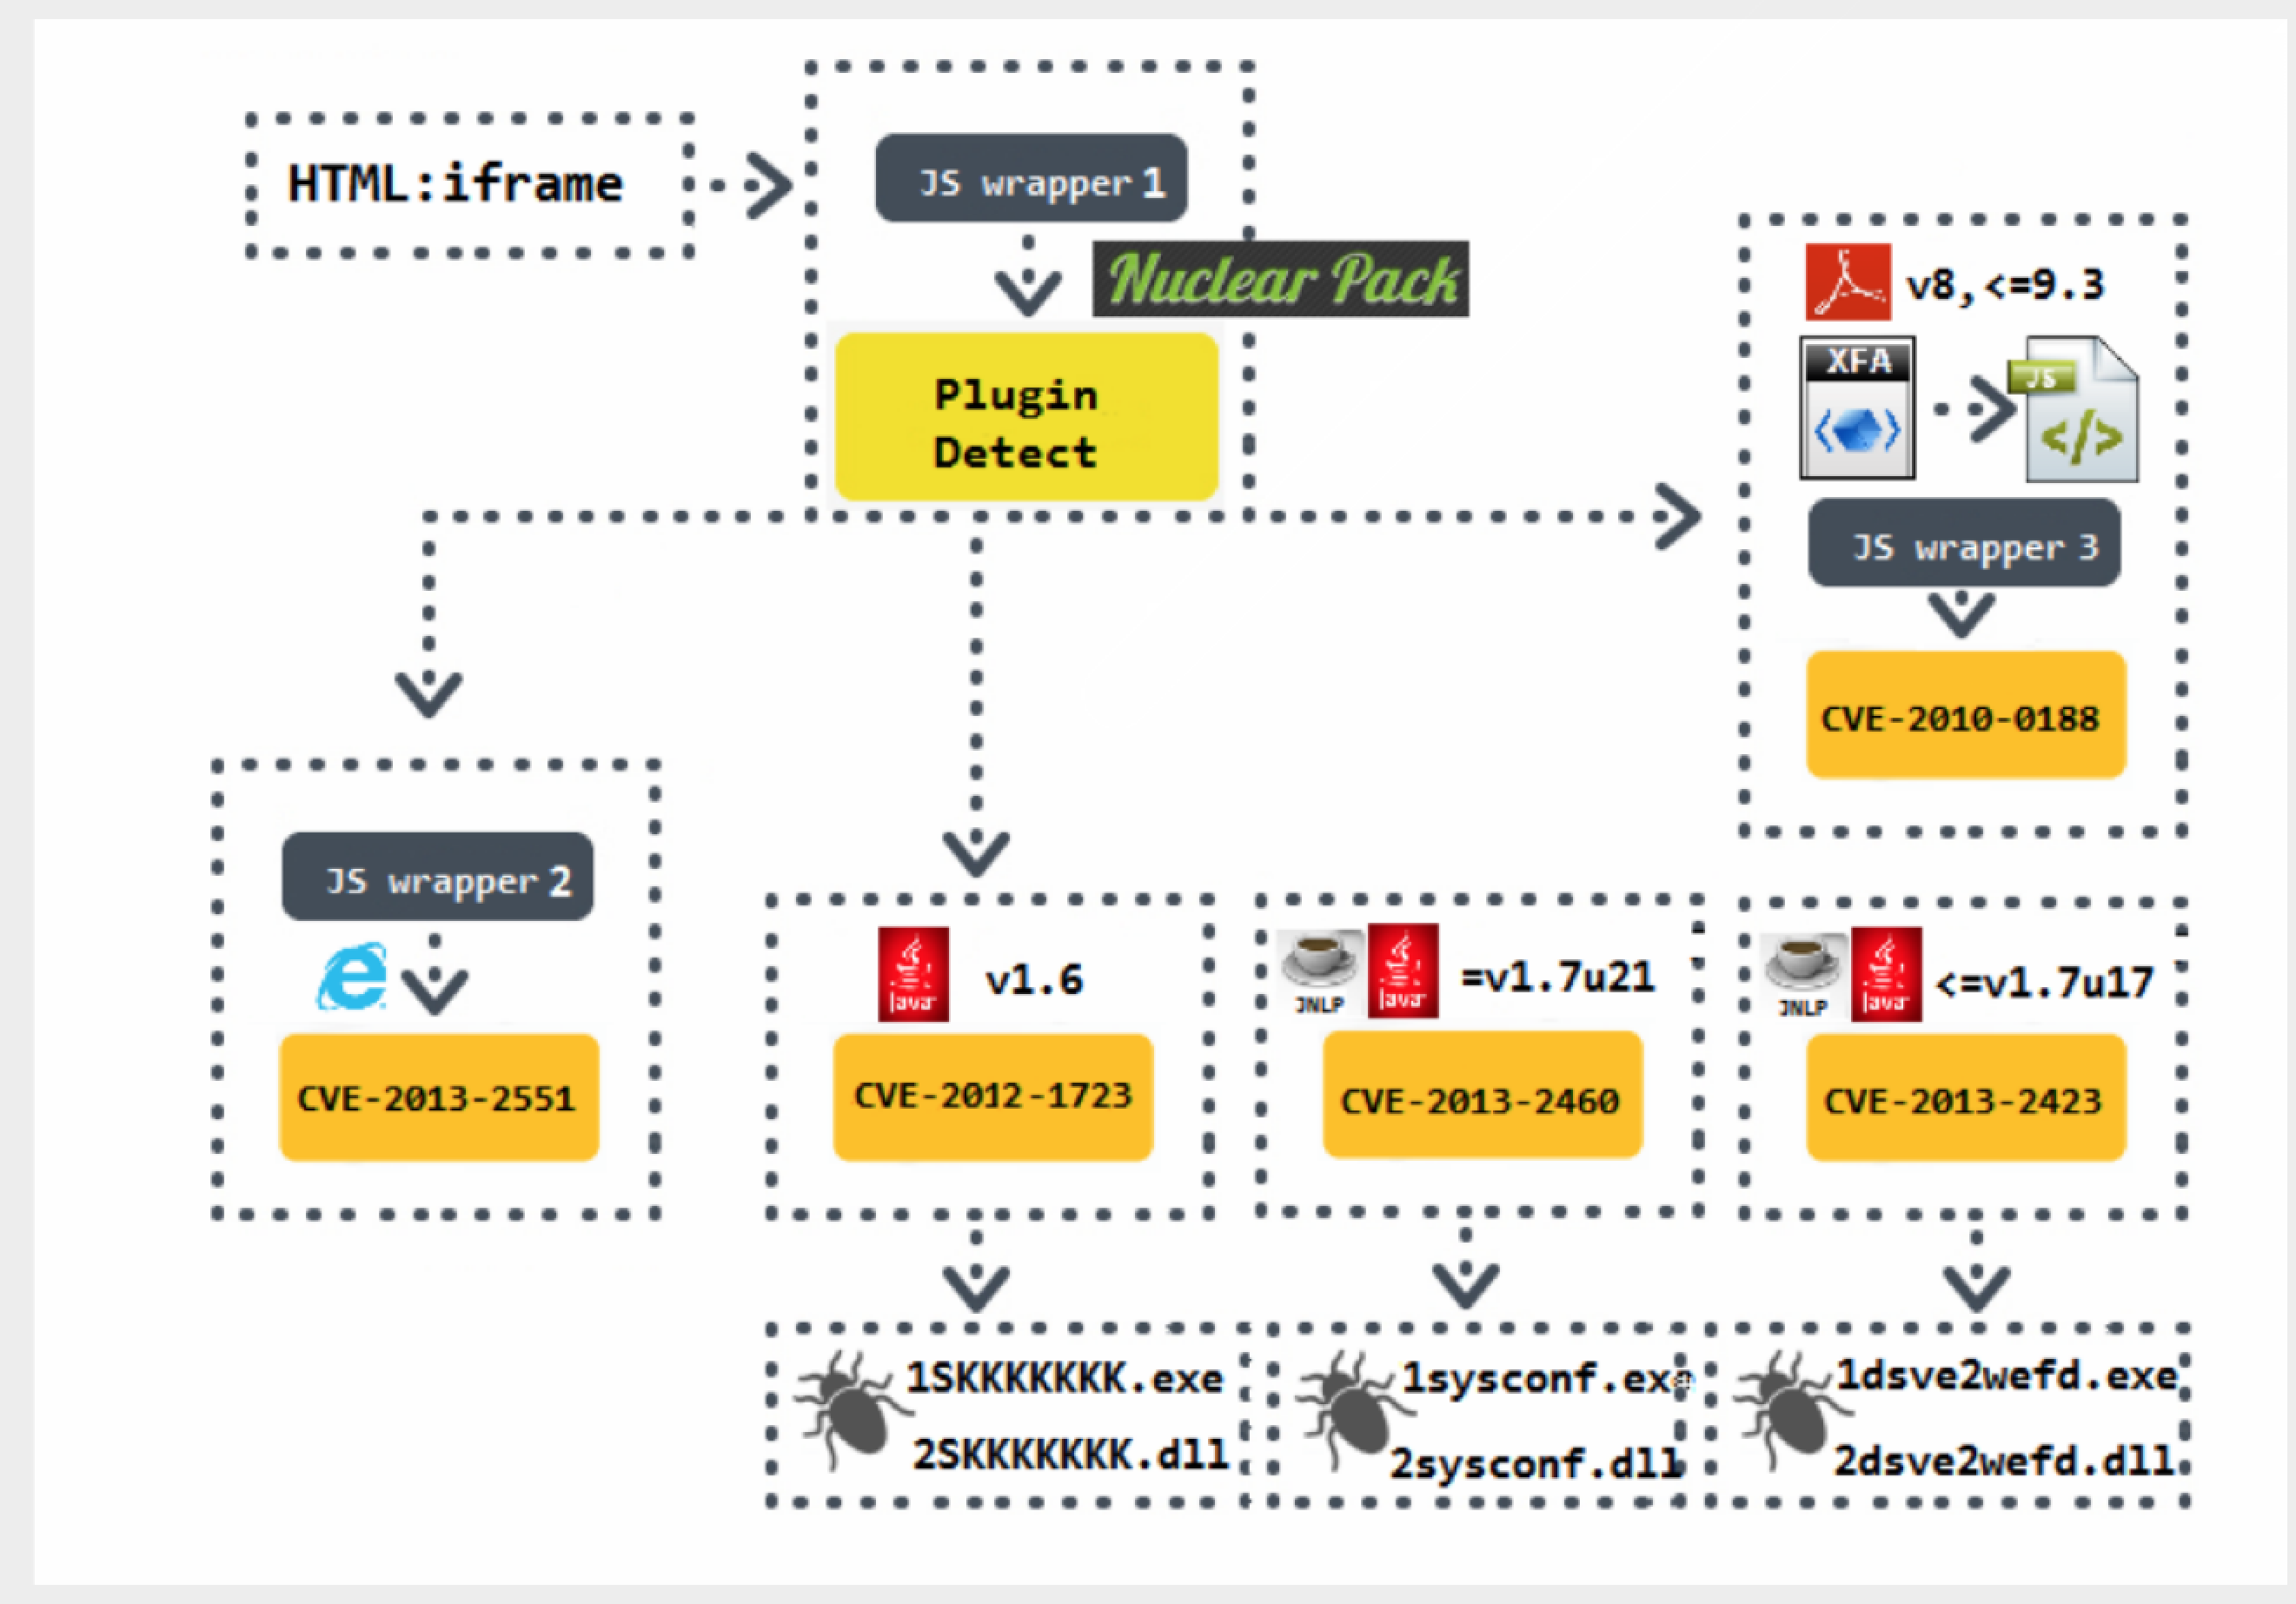 HTML:iframe
JS wrapper 1
Nuclear Pack
Plugin
Detect
v8,<=9.3
XFA
JS
</>
JS wrapper 3
CVE-2010-0188
JS wrapper 2
CVE-2013-2551
Java
v1.6
CVE-2012-1723
JNLP
Java
=v1.7u21
CVE-2013-2460
JNLP
Java
<=v1.7u17
CVE-2013-2423
1SKKKKKKK.exe
2SKKKKKKK.dll
1sysconf.exe
2sysconf.dll
1dsve2wefd.exe
2dsve2wefd.dll